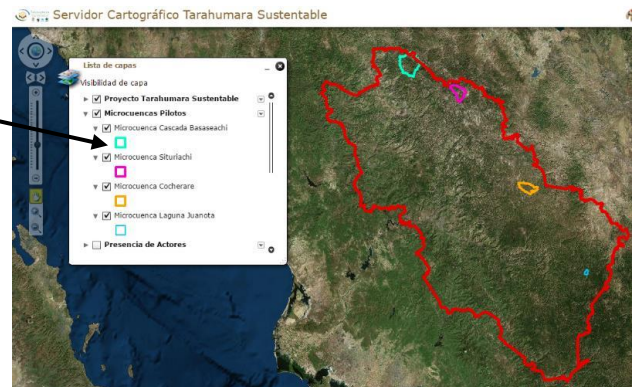 Servidor Cartográfico Tarahumara Sustentable
Lista de capas
Visibilidad de capa
Proyecto Tarahumara Sustentable
Microcuencas Pilotos
Microcuenca Cascada Basaseachi
Microcuenca Situriachi
Microcuenca Cocherare
Microcuenca Laguna Juanota
Presencia de Actores